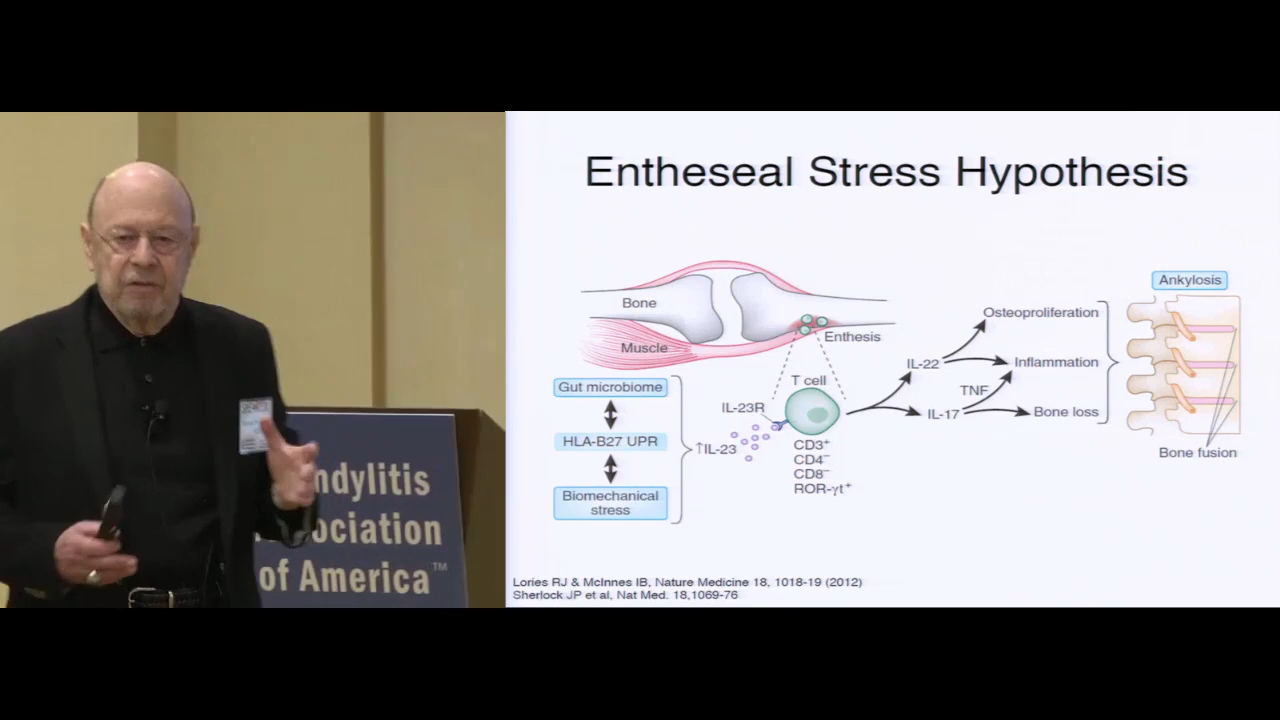 Entheseal Stress Hypothesis
Bone
Muscle
Enthesis
Gut microbiome
HLA-B27 UPR
Biomechanical
stress
↑IL-23
IL-23R
T cell
CD3⁺
CD4⁻
CD8⁻
ROR-γt⁺
IL-22
IL-17
TNF
Osteoproliferation
Inflammation
Bone loss
Ankylosis
Bone fusion
Lories RJ & McInnes IB, Nature Medicine 18, 1018-19 (2012)
Sherlock JP et al, Nat Med. 18,1069-76
ndylitis
ociation
of America™